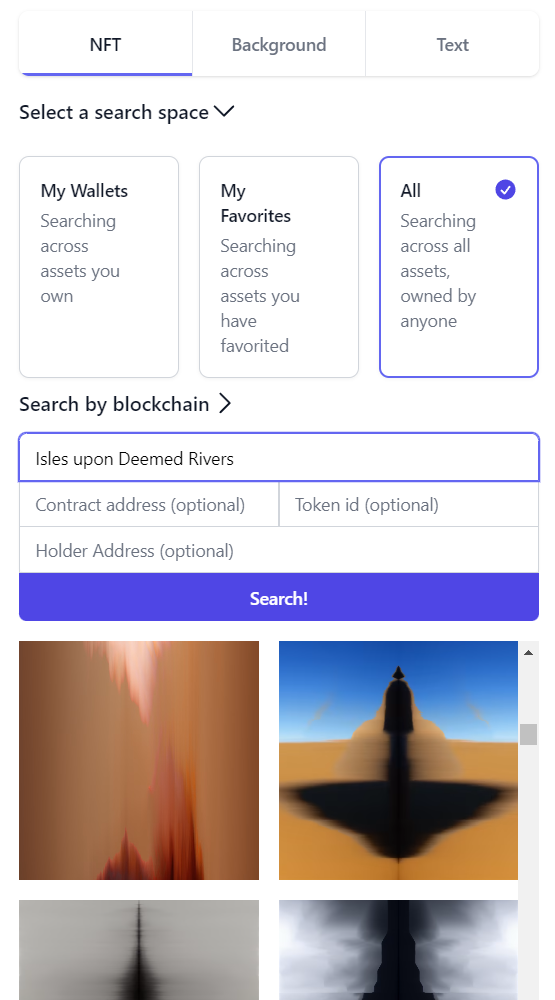 NFT
Background
Text
Select a search space
My Wallets
Searching
across
assets you
own
My
Favorites
Searching
across
assets you
have
favorited
All
Searching
across all
assets,
owned by
anyone
Search by blockchain
Isles upon Deemed Rivers
Contract address (optional)
Token id (optional)
Holder Address (optional)
Search!